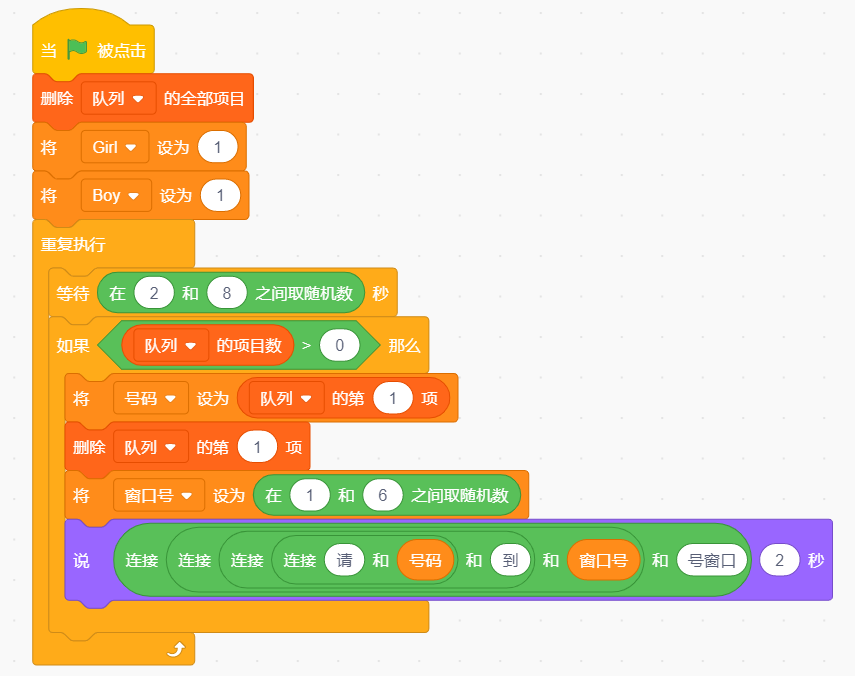 当 被点击
删除 队列 的全部项目
将 Girl 设为 1
将 Boy 设为 1
重复执行
等待 在 2 和 8 之间取随机数 秒
如果 队列 的项目数 > 0 那么
将 号码 设为 队列 的第 1 项
删除 队列 的第 1 项
将 窗口号 设为 在 1 和 6 之间取随机数
说 连接 连接 连接 连接 请 和 号码 和 到 和 窗口号 和 号窗口 2 秒